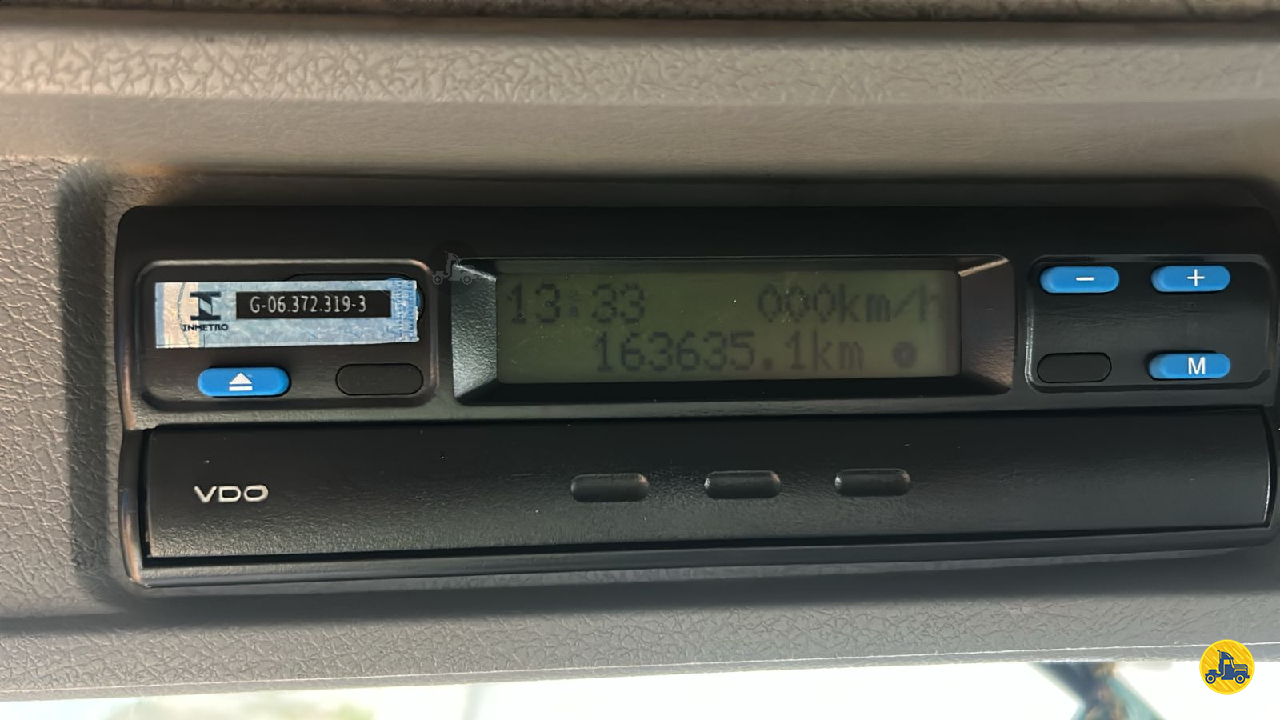 G-06.372.319-3
INMETRO
13:33 000km/h
163635.1km
− +
M
VDO